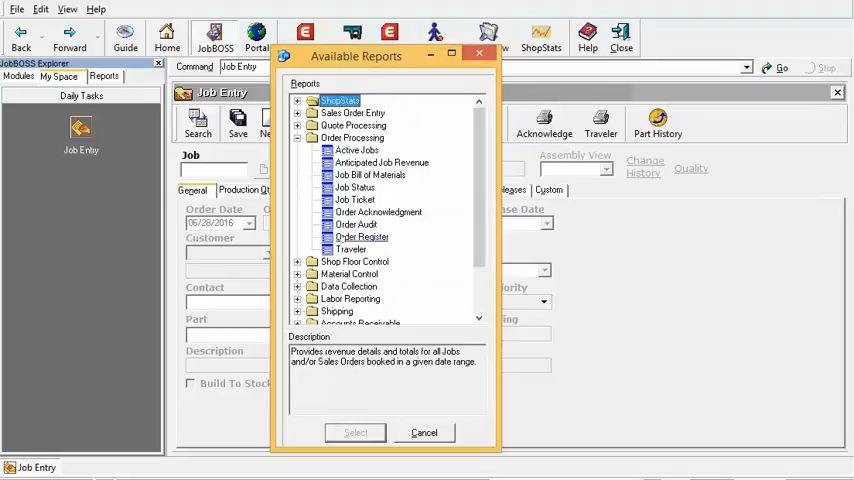 File Edit View Help
Back Forward Guide Home JobBOSS Portal ShopStats Help Close
JobBOSS Explorer
Modules My Space Reports
Daily Tasks
Job Entry
Command Job Entry Go Stop
Job Entry
Search Save Acknowledge Traveler Part History
Job
Assembly View
Change History Quality
General Production Custom
Order Date
06/28/2016
Customer
Contact
Part
Description
Build To Stock
Available Reports
Reports
ShopStats
Sales Order Entry
Quote Processing
Order Processing
Active Jobs
Anticipated Job Revenue
Job Bill of Materials
Job Status
Job Ticket
Order Acknowledgment
Order Audit
Order Register
Traveler
Shop Floor Control
Material Control
Data Collection
Labor Reporting
Shipping
Accounts Receivable
Description
Provides revenue details and totals for all Jobs
and/or Sales Orders booked in a given date range.
Select Cancel
Job Entry